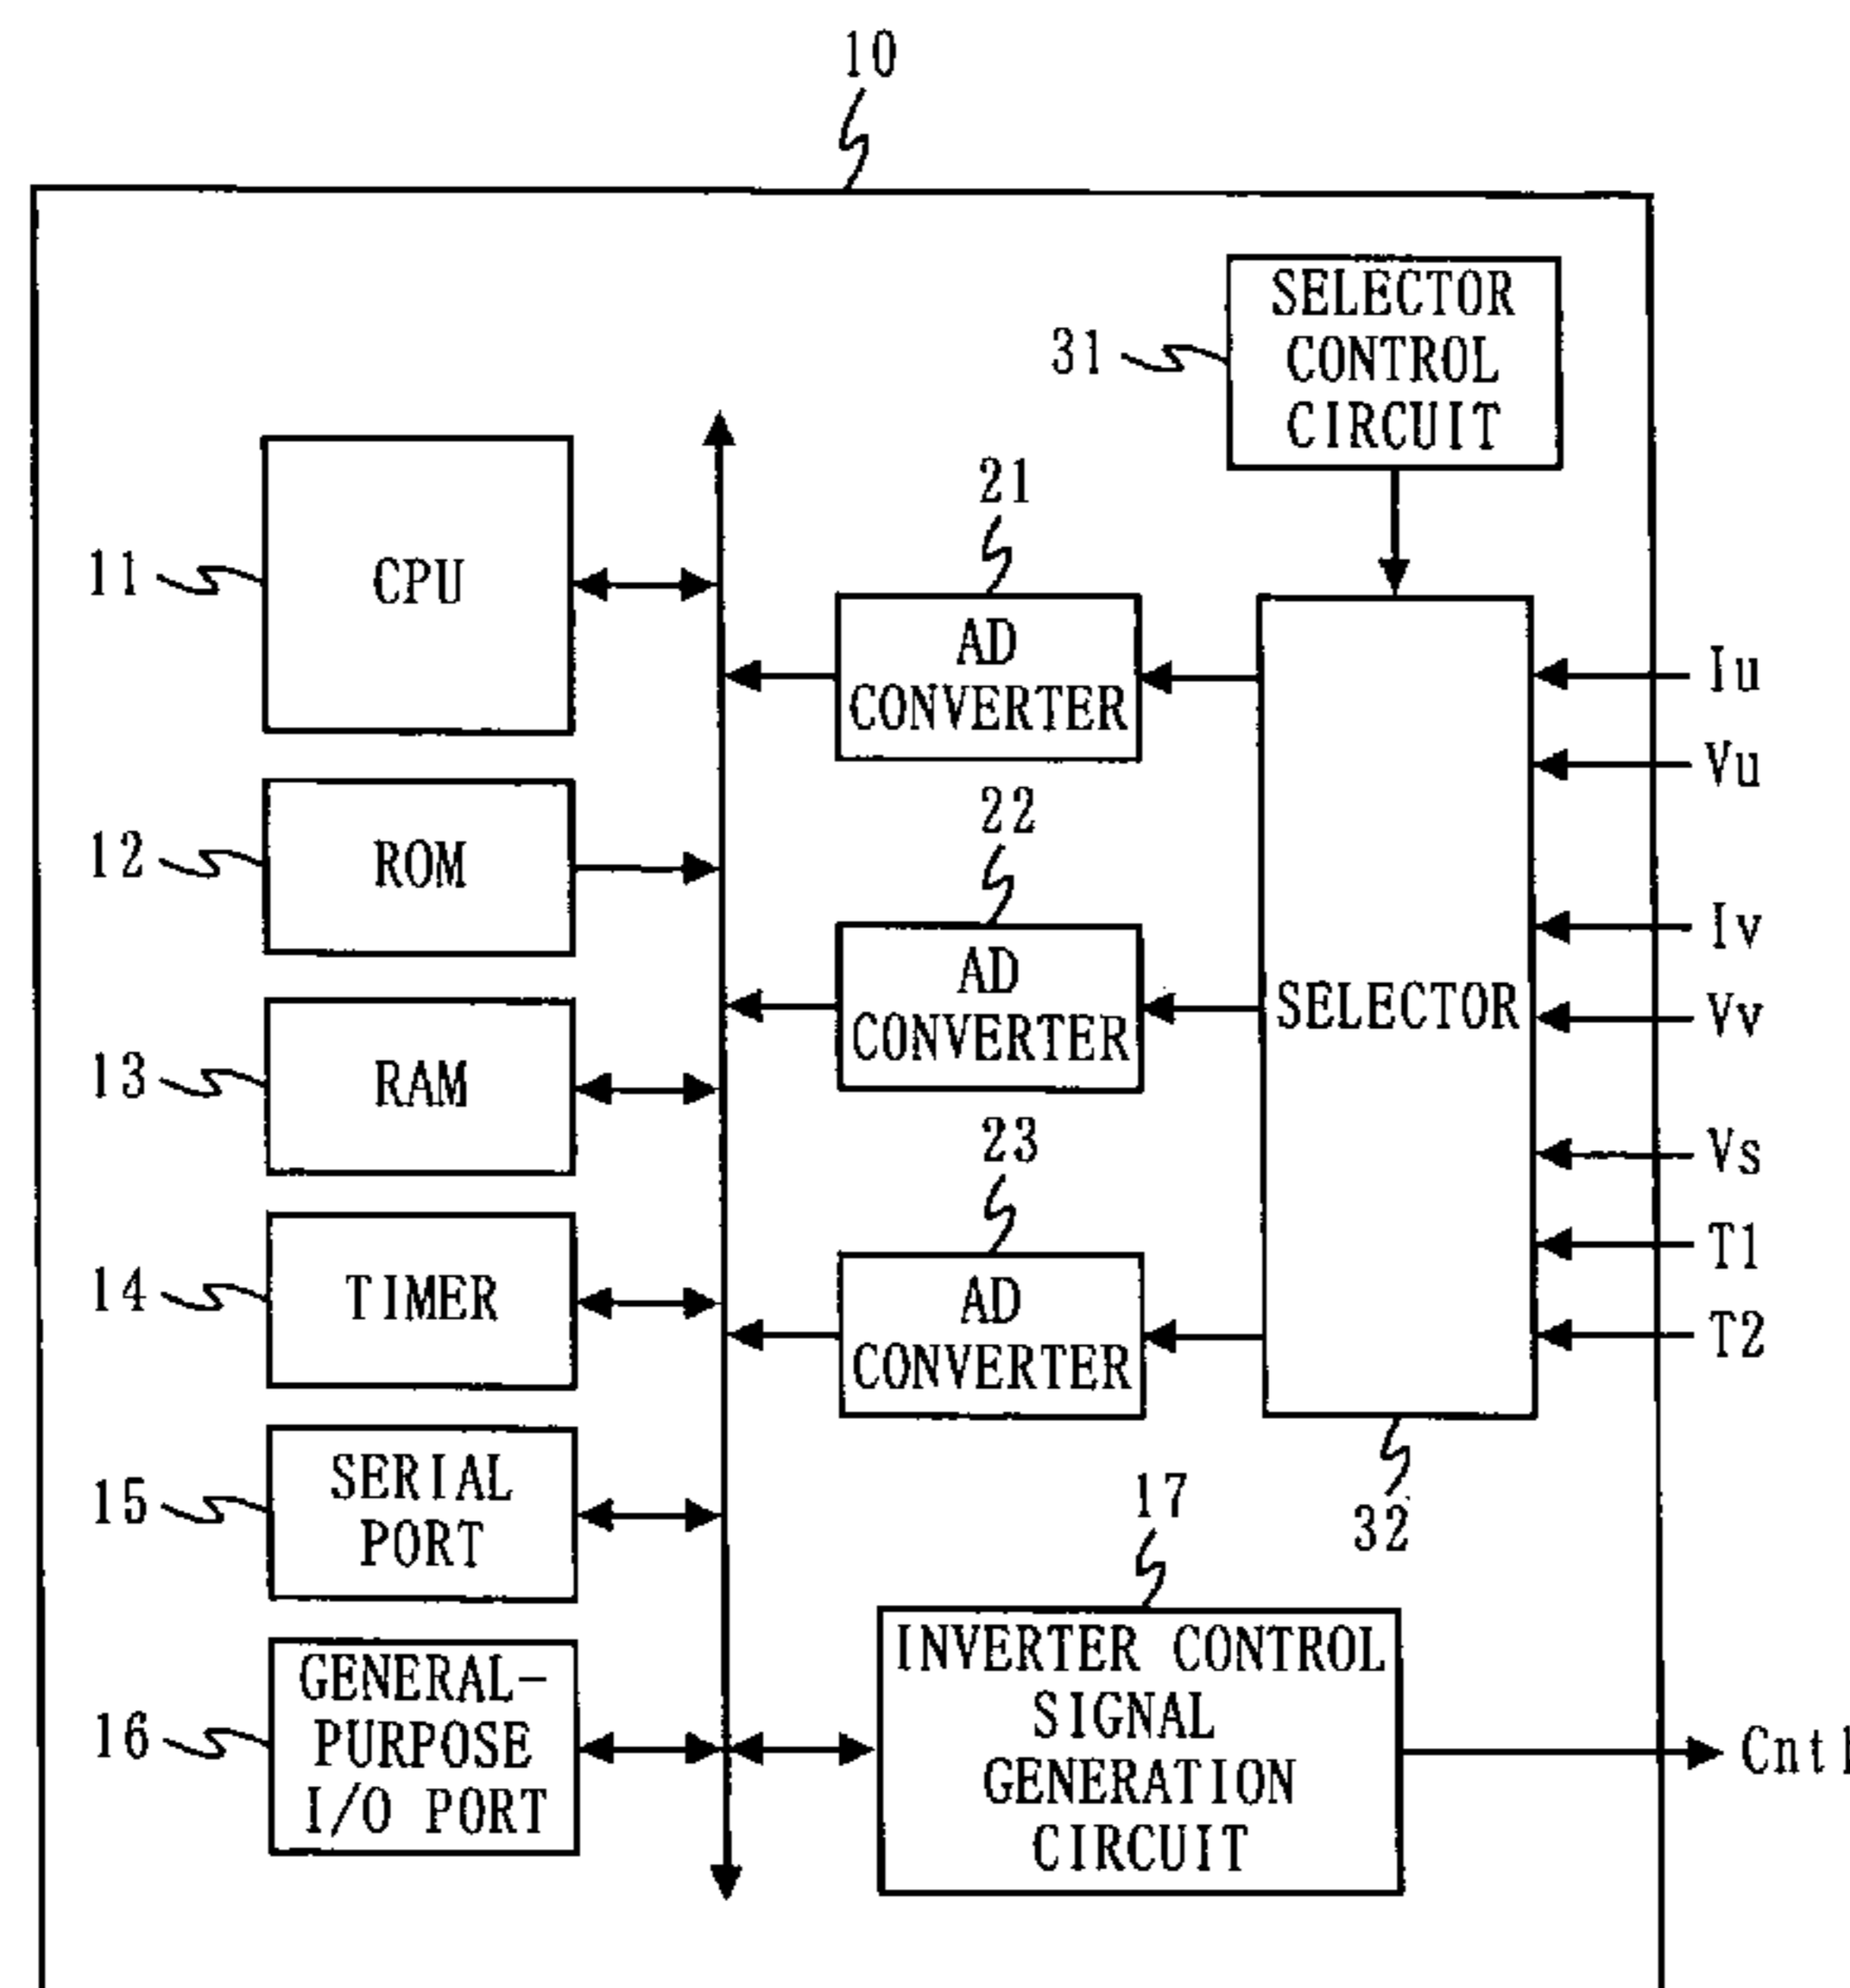 10
SELECTOR
CONTROL
CIRCUIT
31
21
11
CPU
AD
CONVERTER
Iu
Vu
22
12
ROM
AD
CONVERTER
SELECTOR
Iv
Vv
13
RAM
23
Vs
T1
T2
14
TIMER
AD
CONVERTER
15
SERIAL
PORT
17
32
16
GENERAL-
PURPOSE
I/O PORT
INVERTER CONTROL
SIGNAL
GENERATION
CIRCUIT
Cntl